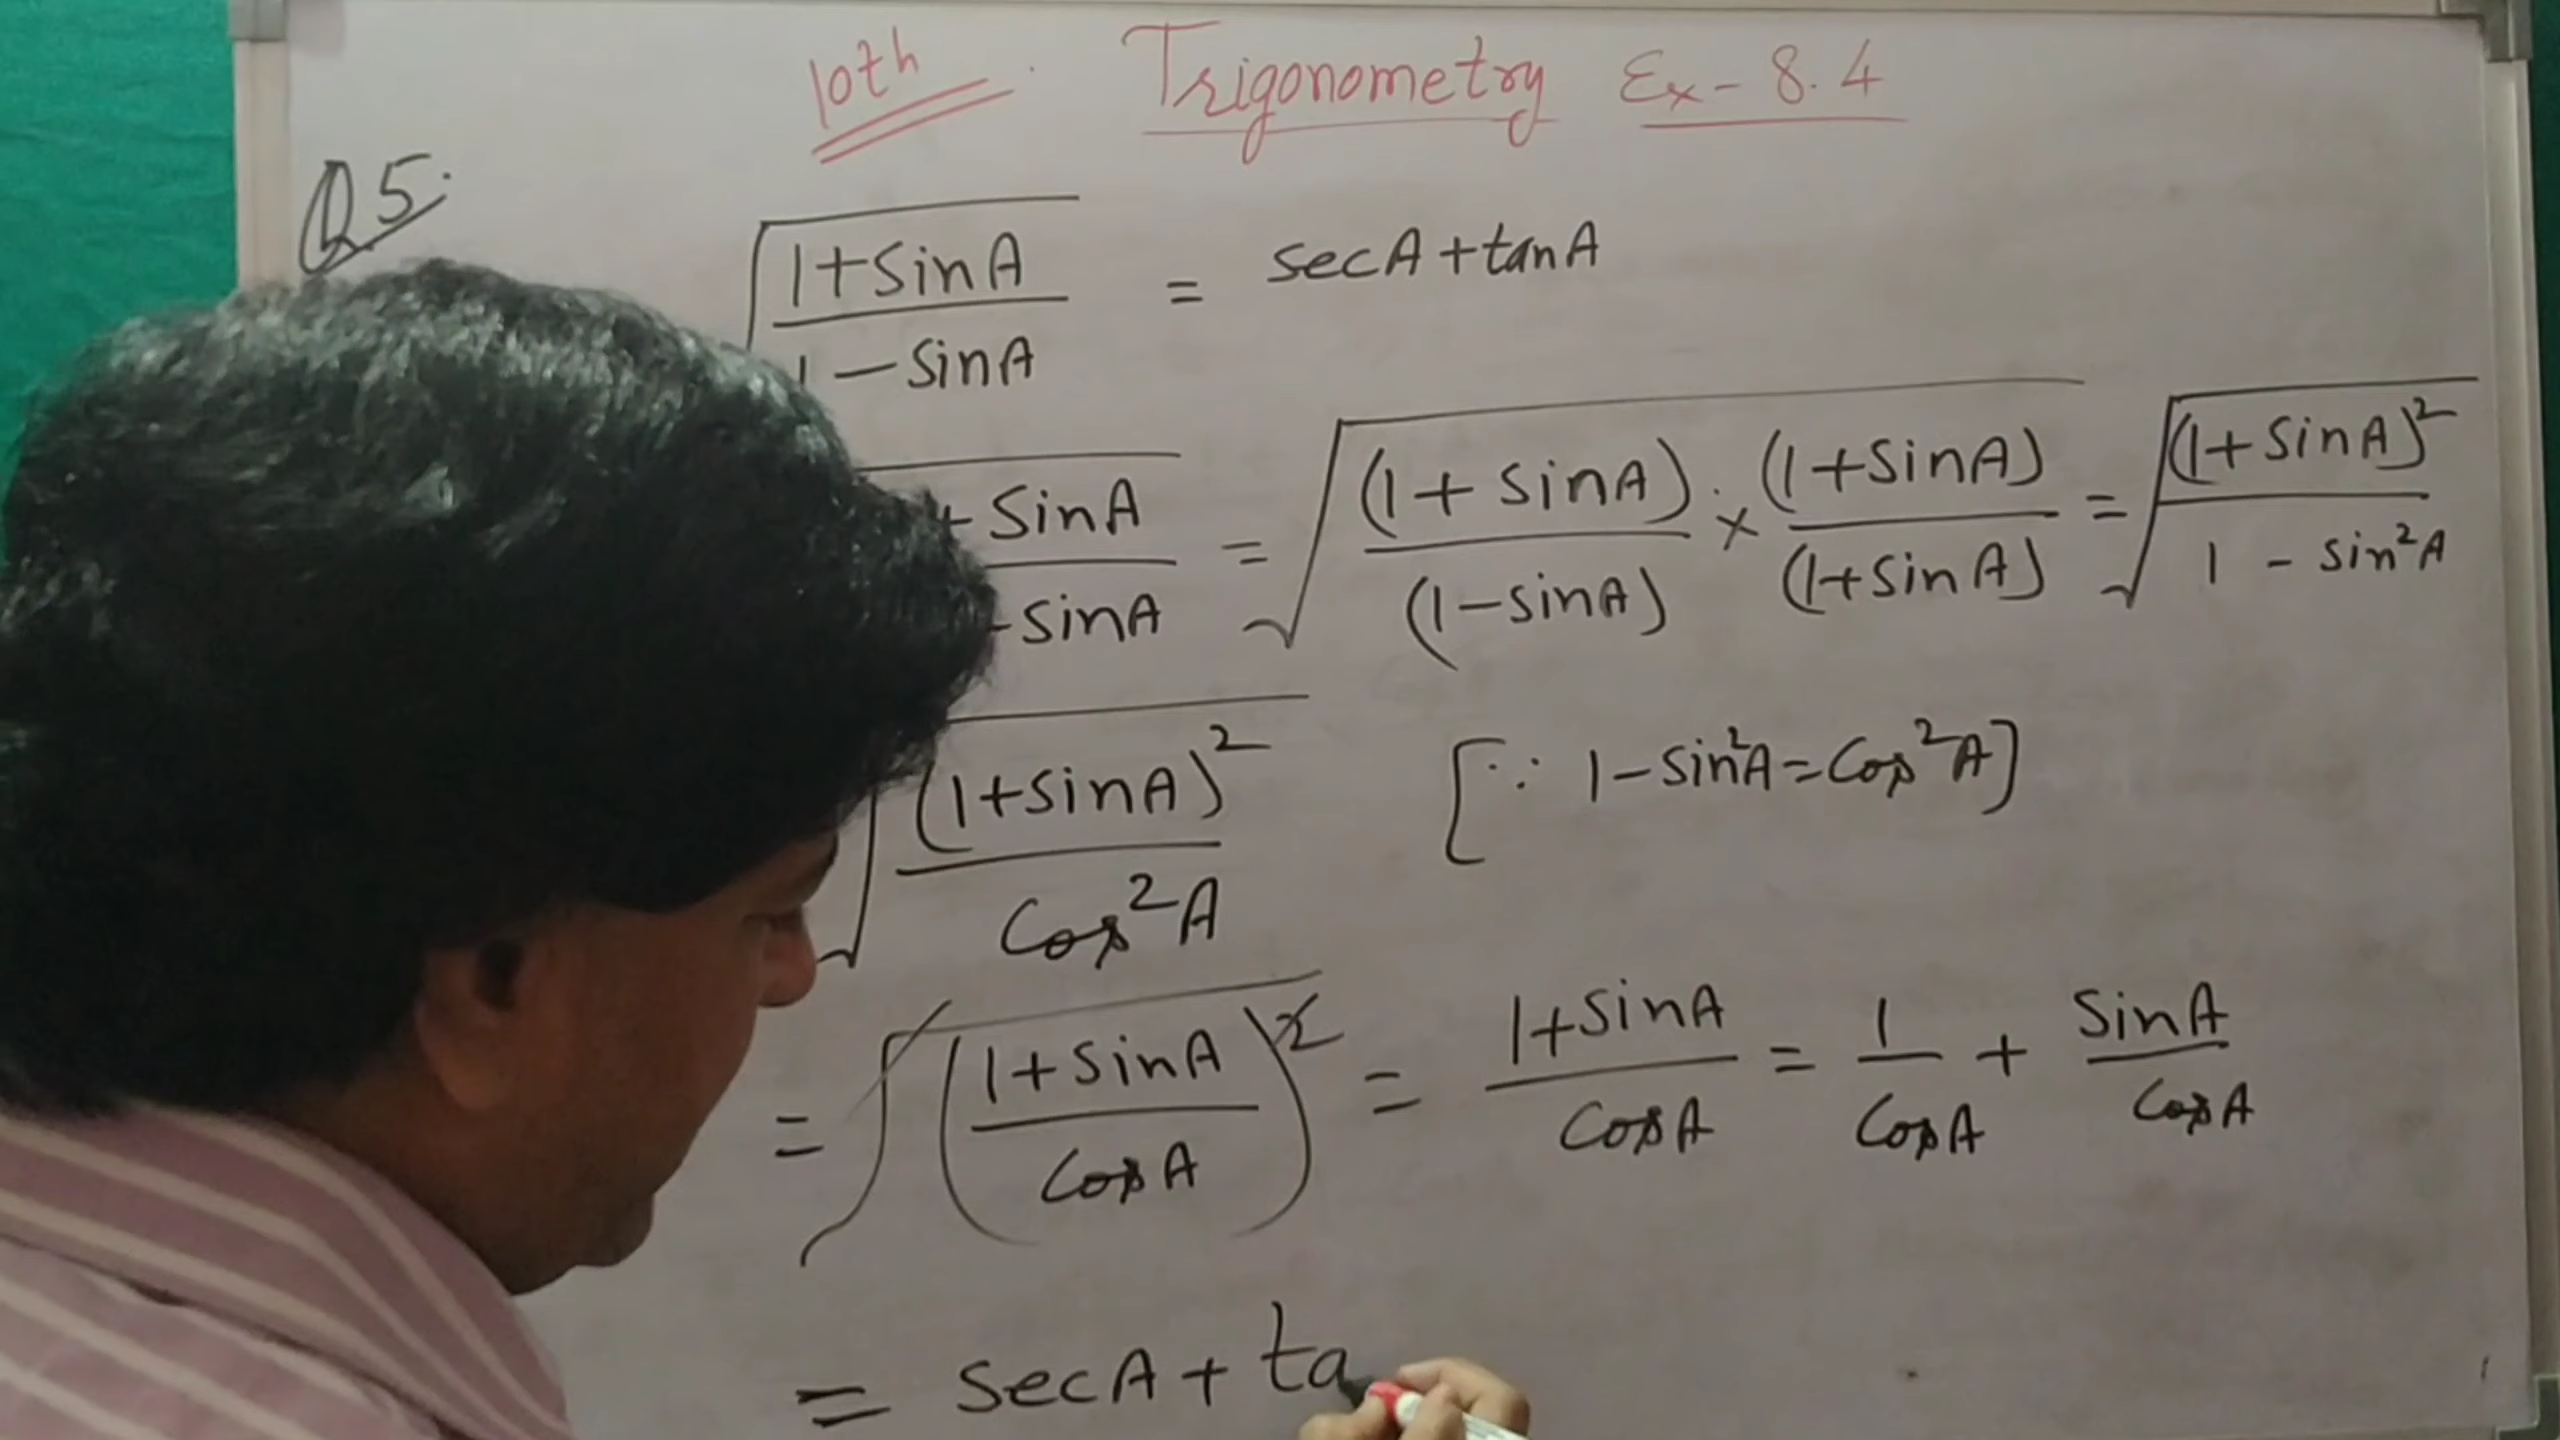 10th Trigonometry Ex-8.4
Q5.
√((1+sinA)/(1-sinA)) = secA+tanA
+sinA/-sinA = √((1+sinA)/(1-sinA) × (1+sinA)/(1+sinA)) = √((1+sinA)²/(1-sin²A))
√((1+sinA)²/cos²A) [∵ 1-sin²A=cos²A]
= √((1+sinA)/cosA)² = (1+sinA)/cosA = 1/cosA + sinA/cosA
= secA+ta